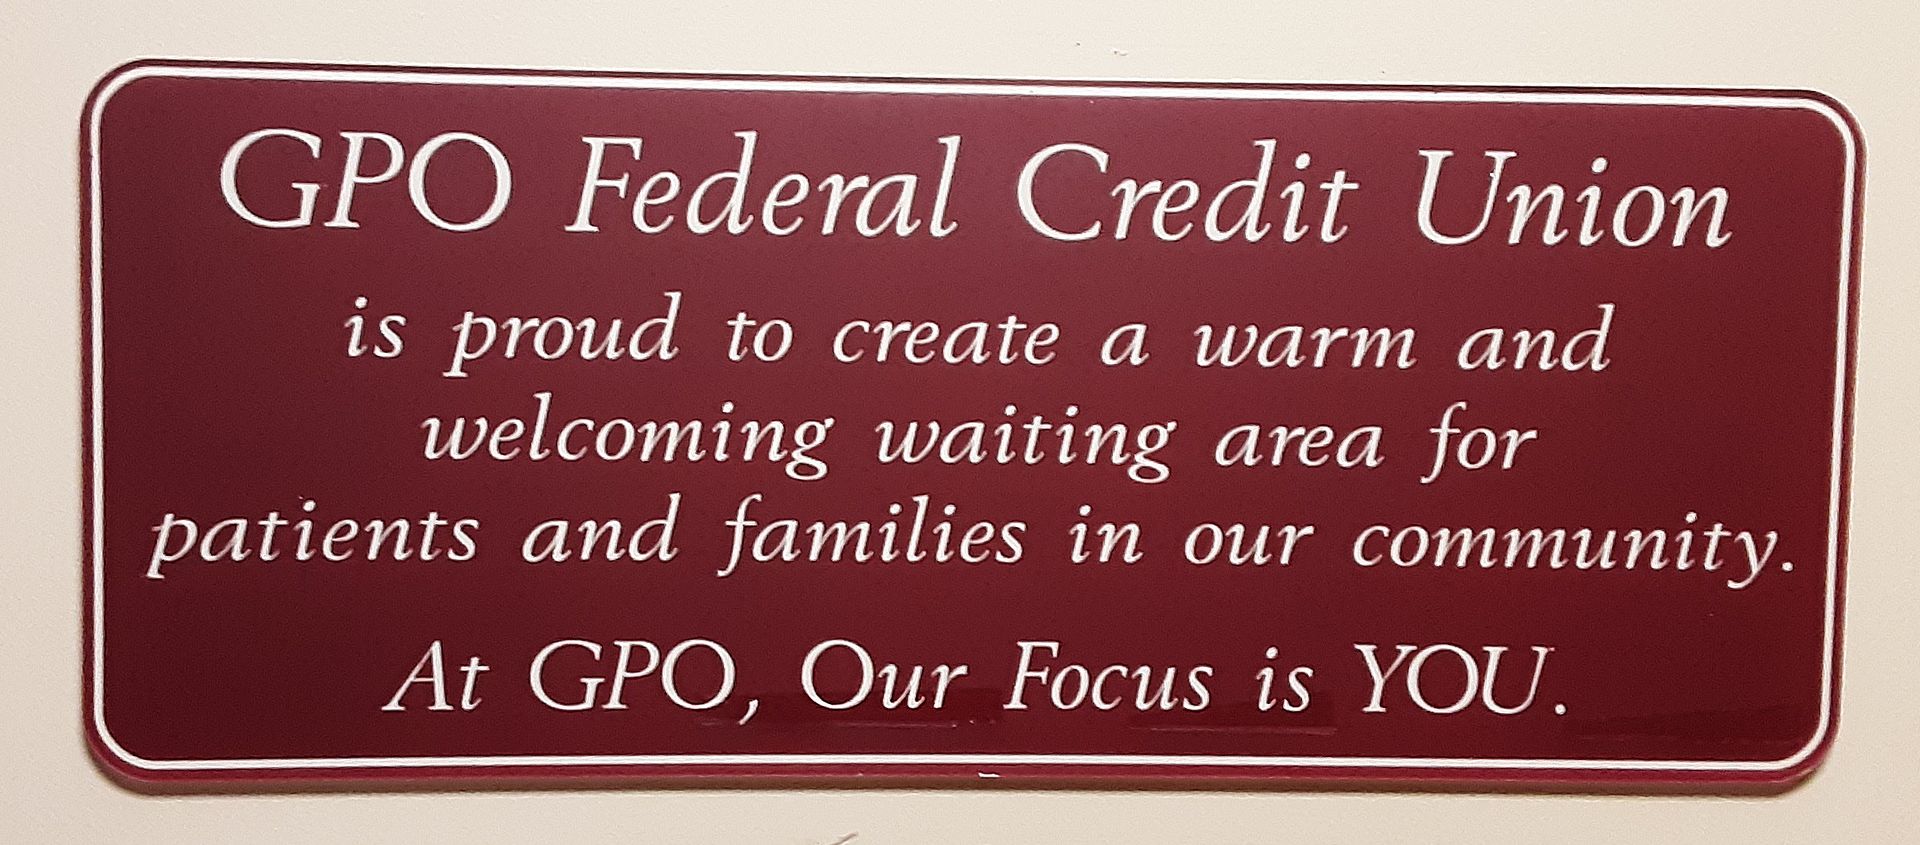 GPO Federal Credit Union
is proud to create a warm and
welcoming waiting area for
patients and families in our community.
At GPO, Our Focus is YOU.